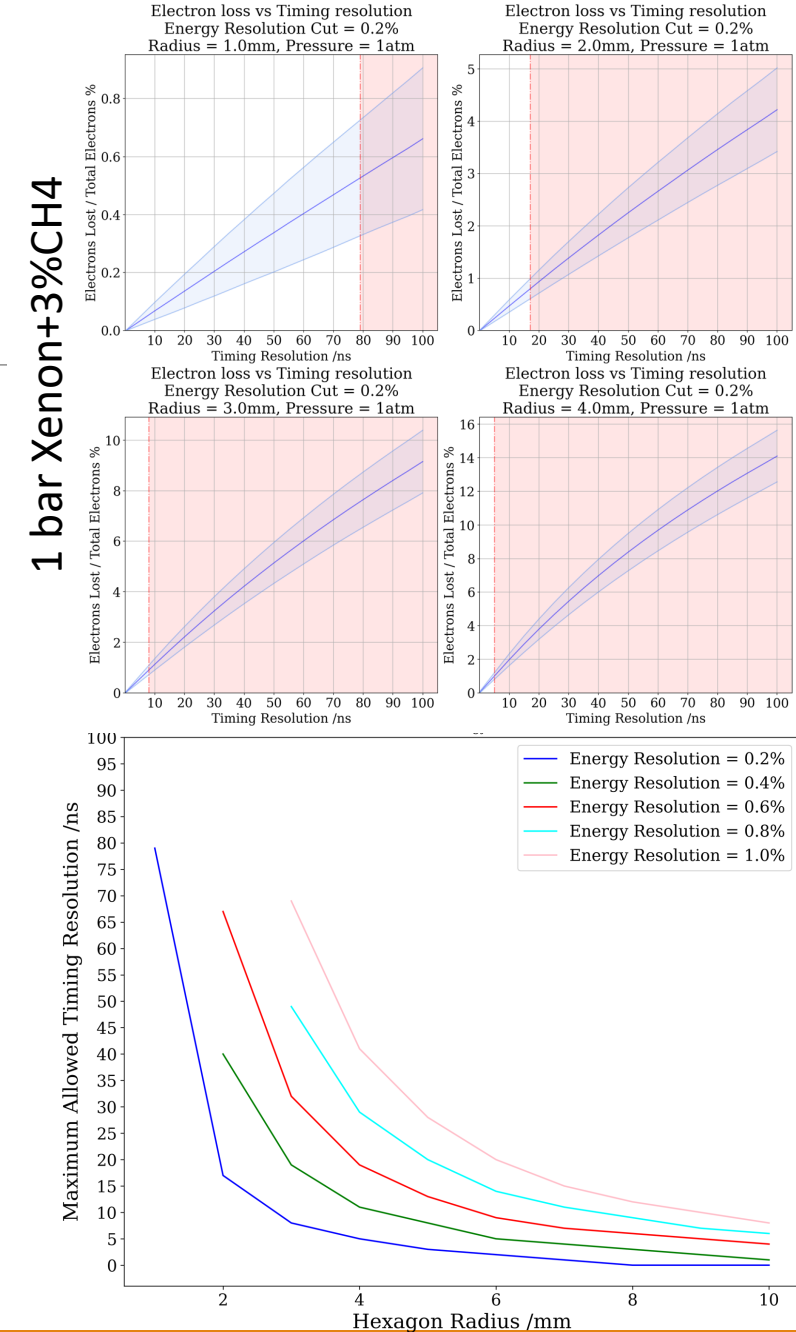 1 bar Xenon+3%CH4
Electron loss vs Timing resolution
Energy Resolution Cut = 0.2%
Radius = 1.0mm, Pressure = 1atm
Electrons Lost / Total Electrons %
0.8
0.6
0.4
0.2
0.0
10 20 30 40 50 60 70 80 90 100
Timing Resolution /ns
Electron loss vs Timing resolution
Energy Resolution Cut = 0.2%
Radius = 2.0mm, Pressure = 1atm
Electrons Lost / Total Electrons %
5
4
3
2
1
0
10 20 30 40 50 60 70 80 90 100
Timing Resolution /ns
Electron loss vs Timing resolution
Energy Resolution Cut = 0.2%
Radius = 3.0mm, Pressure = 1atm
Electrons Lost / Total Electrons %
10
8
6
4
2
0
10 20 30 40 50 60 70 80 90 100
Timing Resolution /ns
Electron loss vs Timing resolution
Energy Resolution Cut = 0.2%
Radius = 4.0mm, Pressure = 1atm
Electrons Lost / Total Electrons %
16
14
12
10
8
6
4
2
0
10 20 30 40 50 60 70 80 90 100
Timing Resolution /ns
Maximum Allowed Timing Resolution /ns
100
95
90
85
80
75
70
65
60
55
50
45
40
35
30
25
20
15
10
5
0
Energy Resolution = 0.2%
Energy Resolution = 0.4%
Energy Resolution = 0.6%
Energy Resolution = 0.8%
Energy Resolution = 1.0%
2 4 6 8 10
Hexagon Radius /mm